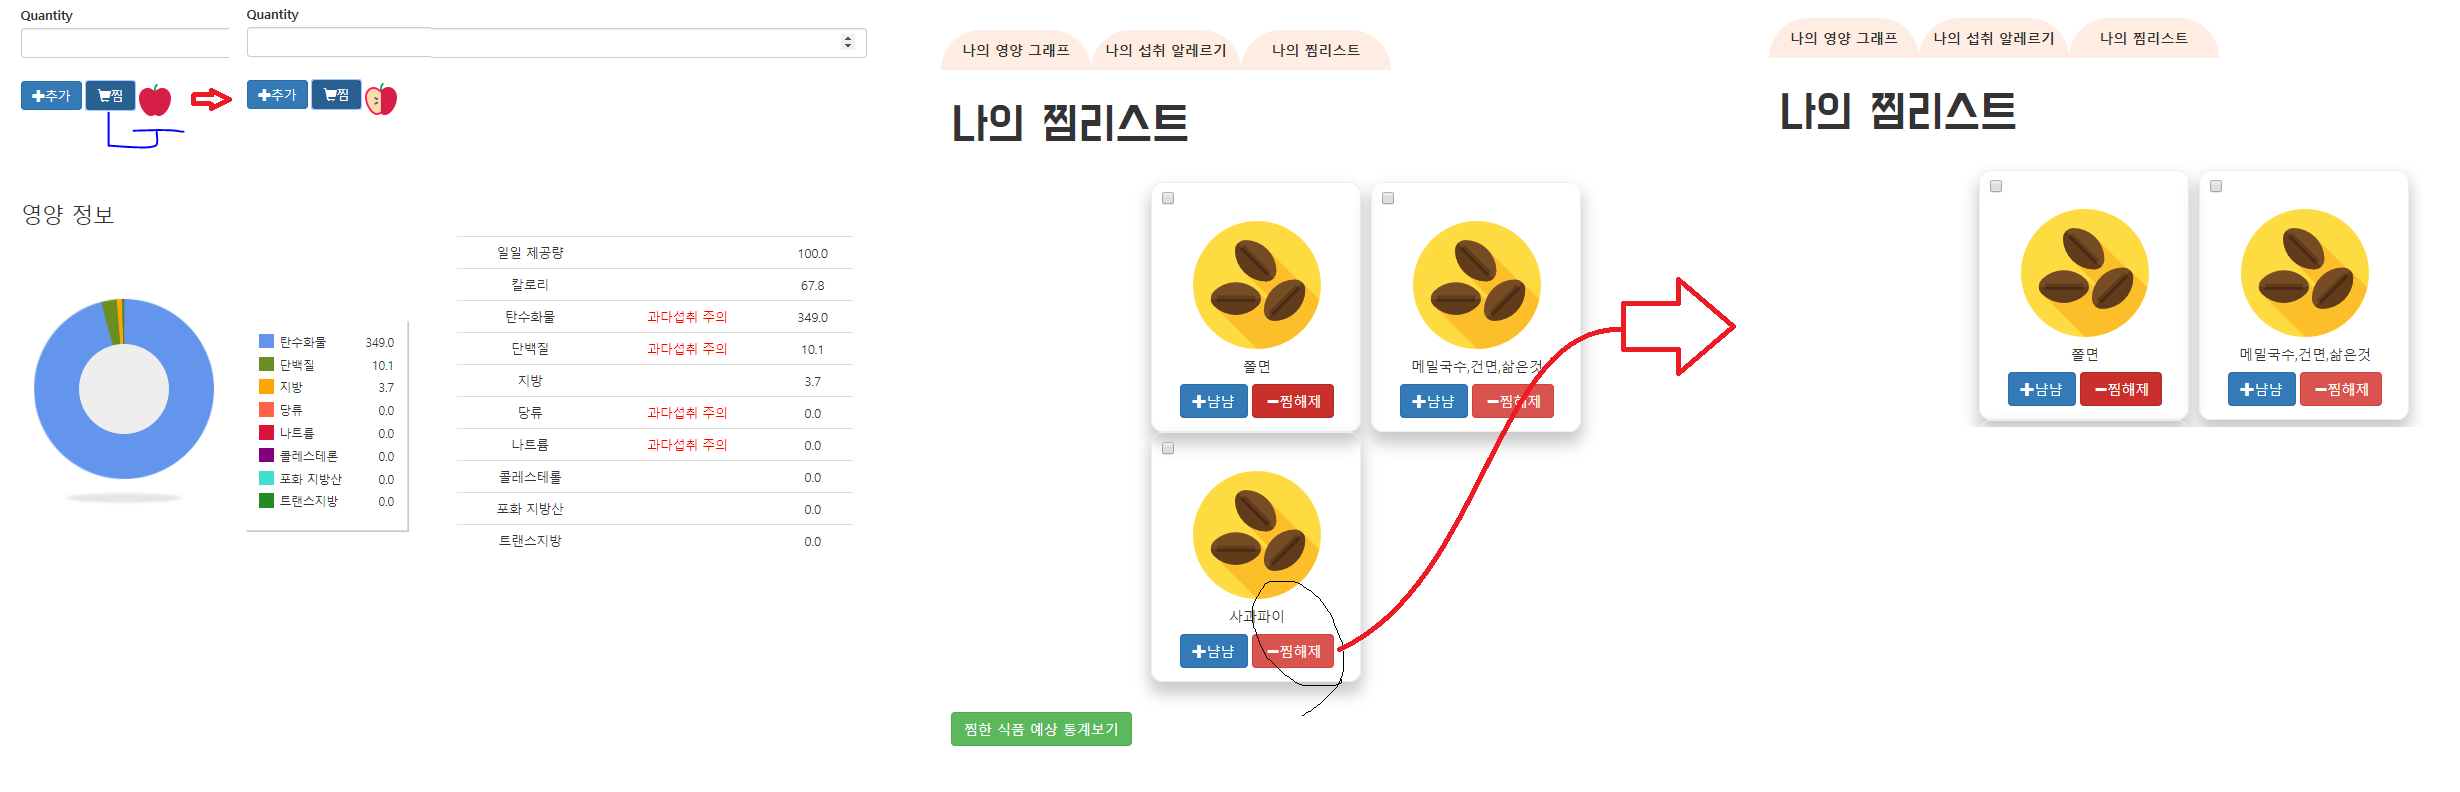 Quantity
Quantity
추가
찜
추가
찜
영양 정보
탄수화물 349.0
단백질 10.1
지방 3.7
당류 0.0
나트륨 0.0
콜레스테론 0.0
포화 지방산 0.0
트랜스지방 0.0
일일 제공량 100.0
칼로리 67.8
탄수화물 과다섭취 주의 349.0
단백질 과다섭취 주의 10.1
지방 3.7
당류 과다섭취 주의 0.0
나트륨 과다섭취 주의 0.0
콜레스테롤 0.0
포화 지방산 0.0
트랜스지방 0.0
나의 영양 그래프 나의 섭취 알레르기 나의 찜리스트
나의 찜리스트
쫄면
냠냠 찜해제
메밀국수,건면,삶은것
냠냠 찜해제
사과파이
냠냠 찜해제
찜한 식품 예상 통계보기
나의 영양 그래프 나의 섭취 알레르기 나의 찜리스트
나의 찜리스트
쫄면
냠냠 찜해제
메밀국수,건면,삶은것
냠냠 찜해제